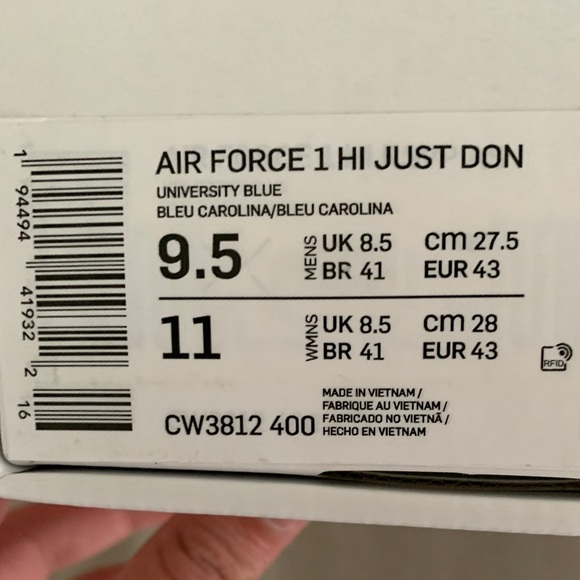 AIR FORCE 1 HI JUST DON
UNIVERSITY BLUE
BLEU CAROLINA/BLEU CAROLINA
9.5 MENS UK 8.5 cm 27.5
BR 41 EUR 43
11 WMNS UK 8.5 cm 28
BR 41 EUR 43
RFID
CW3812 400
MADE IN VIETNAM /
FABRIQUE AU VIETNAM /
FABRICADO NO VIETNÃ /
HECHO EN VIETNAM
1 94494 41932 2 16